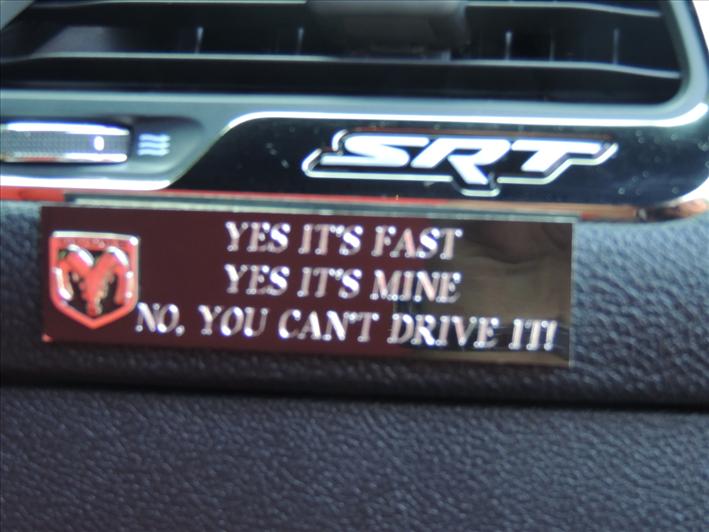 SRT
YES IT'S FAST
YES IT'S MINE
NO, YOU CAN'T DRIVE IT!